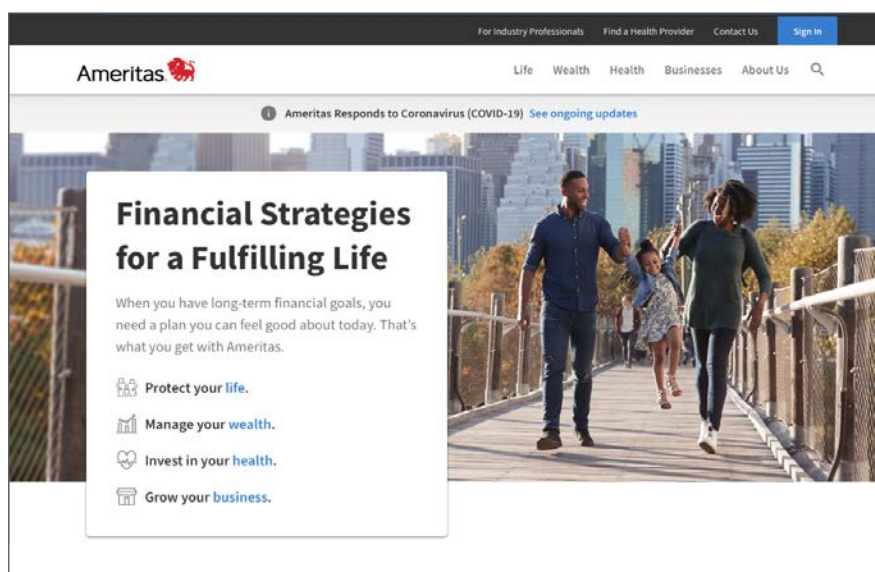 For Industry Professionals Find a Health Provider Contact Us Sign In
Ameritas
Life Wealth Health Businesses About Us
Ameritas Responds to Coronavirus (COVID-19) See ongoing updates
Financial Strategies
for a Fulfilling Life
When you have long-term financial goals, you
need a plan you can feel good about today. That's
what you get with Ameritas.
Protect your life.
Manage your wealth.
Invest in your health.
Grow your business.